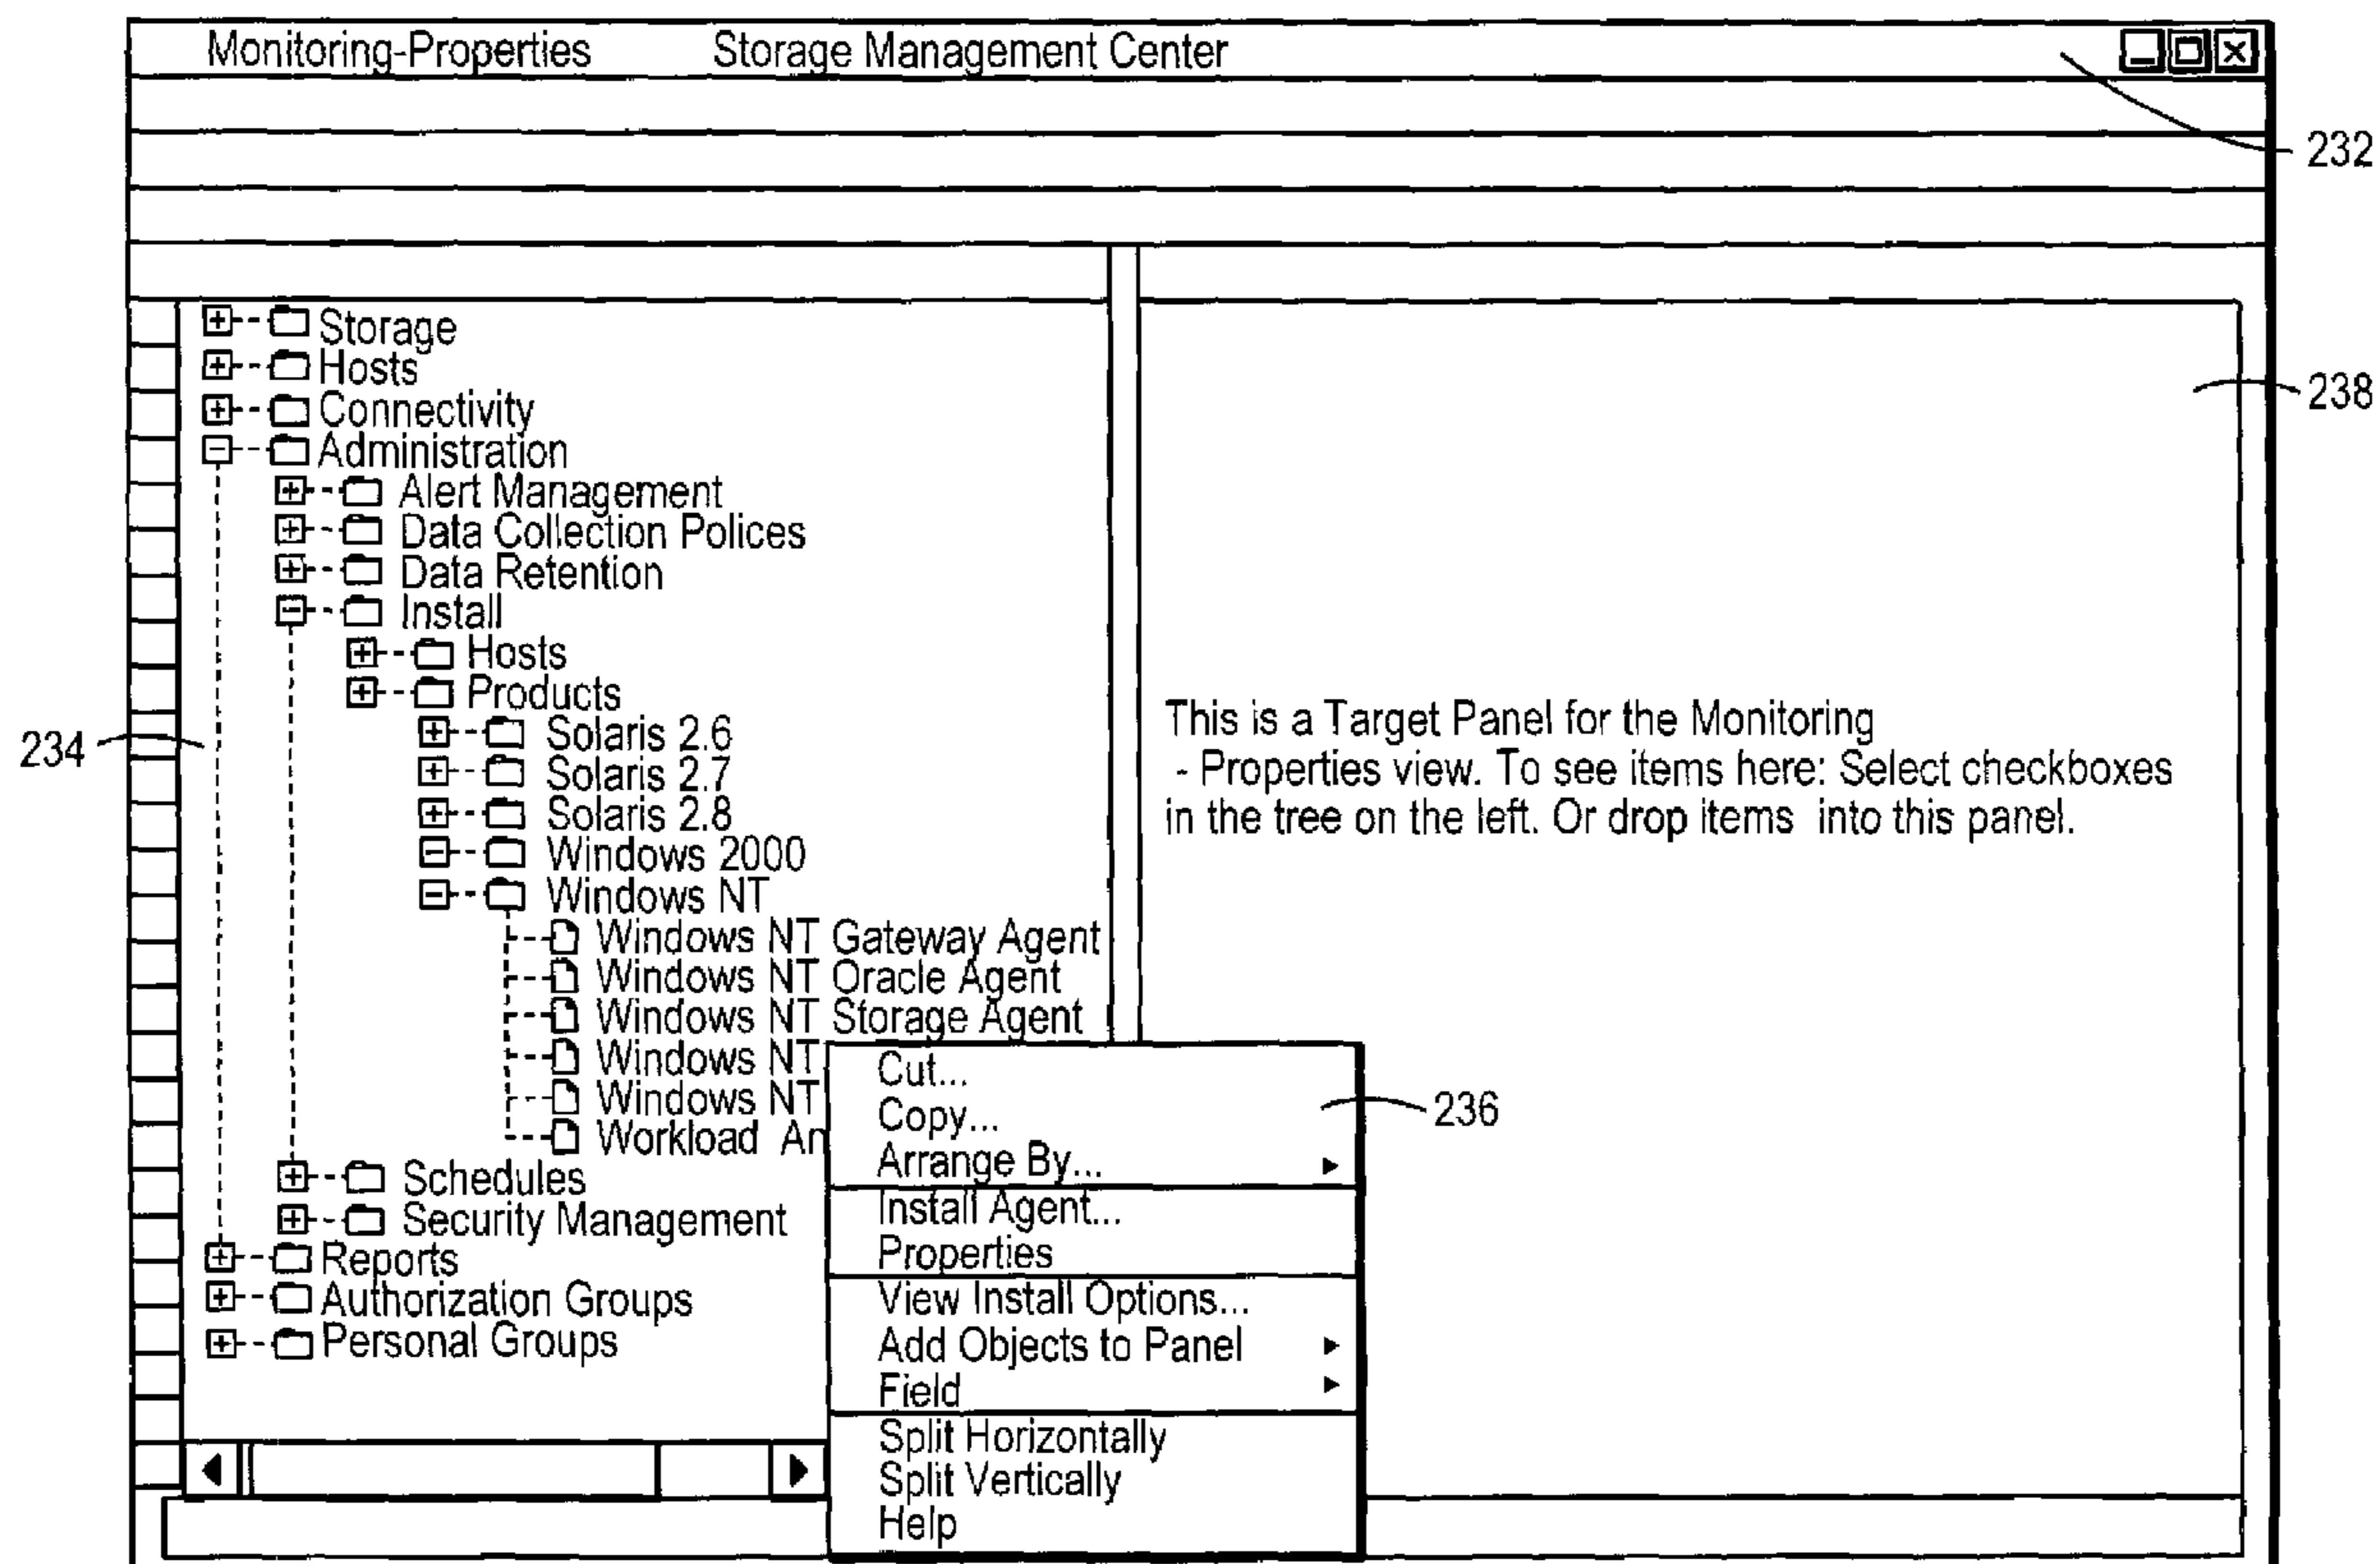 Monitoring-Properties Storage Management Center
232
238
Storage
Hosts
Connectivity
Administration
Alert Management
Data Collection Polices
Data Retention
Install
Hosts
Products
Solaris 2.6
Solaris 2.7
Solaris 2.8
Windows 2000
Windows NT
Windows NT Gateway Agent
Windows NT Oracle Agent
Windows NT Storage Agent
Windows NT
Windows NT
Workload An
Schedules
Security Management
Reports
Authorization Groups
Personal Groups
234
This is a Target Panel for the Monitoring
- Properties view. To see items here: Select checkboxes
in the tree on the left. Or drop items into this panel.
Cut...
Copy...
Arrange By...
Install Agent...
Properties
View Install Options...
Add Objects to Panel
Field
Split Horizontally
Split Vertically
Help
236